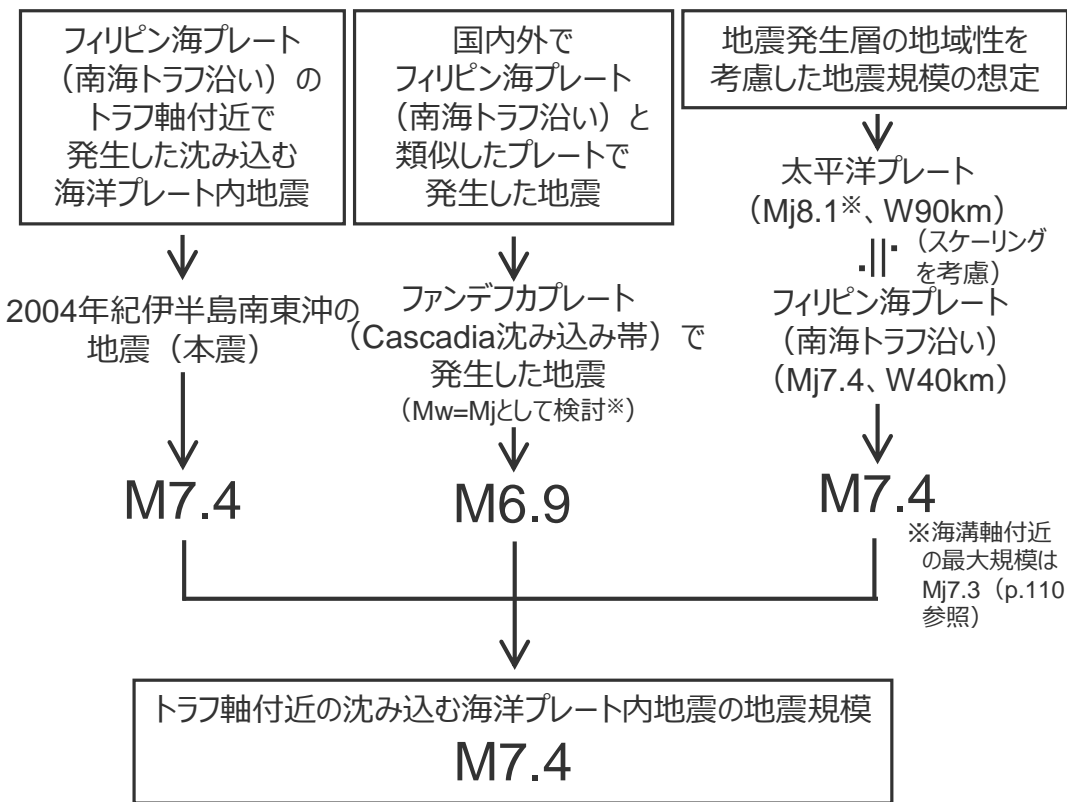 フィリピン海プレート
（南海トラフ沿い）の
トラフ軸付近で
発生した沈み込む
海洋プレート内地震
2004年紀伊半島南東沖の
地震（本震）
M7.4
国内外で
フィリピン海プレート
（南海トラフ沿い）と
類似したプレートで
発生した地震
ファンデフカプレート
（Cascadia沈み込み帯）で
発生した地震
（Mw=Mjとして検討※）
M6.9
地震発生層の地域性を
考慮した地震規模の想定
太平洋プレート
（Mj8.1※、W90km）
（スケーリング
を考慮）
フィリピン海プレート
（南海トラフ沿い）
（Mj7.4、W40km）
M7.4
※海溝軸付近
の最大規模は
Mj7.3（p.110
参照）
トラフ軸付近の沈み込む海洋プレート内地震の地震規模
M7.4